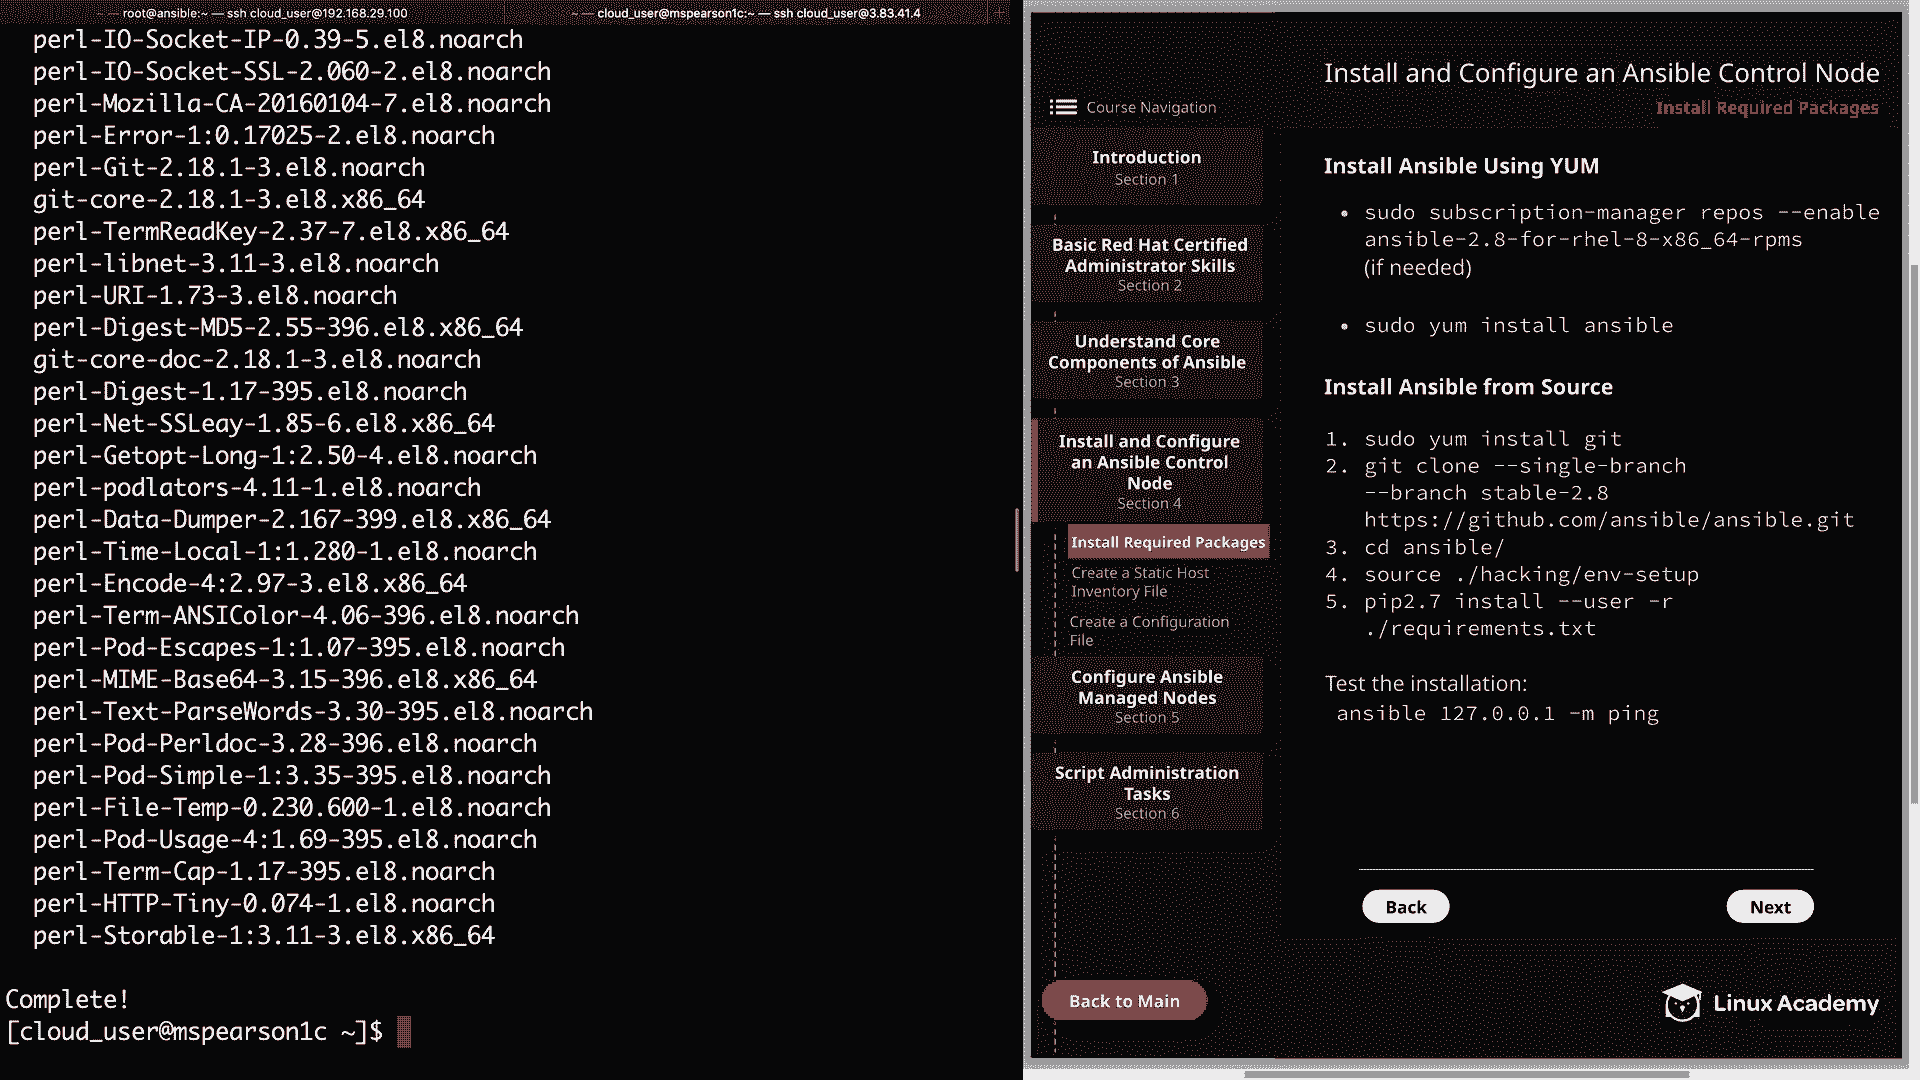 root@ansible:~ — ssh cloud_user@192.168.29.100
~ — cloud_user@mspearson1c:~ — ssh cloud_user@3.83.41.4
perl-IO-Socket-IP-0.39-5.el8.noarch
perl-IO-Socket-SSL-2.060-2.el8.noarch
perl-Mozilla-CA-20160104-7.el8.noarch
perl-Error-1:0.17025-2.el8.noarch
perl-Git-2.18.1-3.el8.noarch
git-core-2.18.1-3.el8.x86_64
perl-TermReadKey-2.37-7.el8.x86_64
perl-libnet-3.11-3.el8.noarch
perl-URI-1.73-3.el8.noarch
perl-Digest-MD5-2.55-396.el8.x86_64
git-core-doc-2.18.1-3.el8.noarch
perl-Digest-1.17-395.el8.noarch
perl-Net-SSLeay-1.85-6.el8.x86_64
perl-Getopt-Long-1:2.50-4.el8.noarch
perl-podlators-4.11-1.el8.noarch
perl-Data-Dumper-2.167-399.el8.x86_64
perl-Time-Local-1:1.280-1.el8.noarch
perl-Encode-4:2.97-3.el8.x86_64
perl-Term-ANSIColor-4.06-396.el8.noarch
perl-Pod-Escapes-1:1.07-395.el8.noarch
perl-MIME-Base64-3.15-396.el8.x86_64
perl-Text-ParseWords-3.30-395.el8.noarch
perl-Pod-Perldoc-3.28-396.el8.noarch
perl-Pod-Simple-1:3.35-395.el8.noarch
perl-File-Temp-0.230.600-1.el8.noarch
perl-Pod-Usage-4:1.69-395.el8.noarch
perl-Term-Cap-1.17-395.el8.noarch
perl-HTTP-Tiny-0.074-1.el8.noarch
perl-Storable-1:3.11-3.el8.x86_64
Complete!
[cloud_user@mspearson1c ~]$
Install and Configure an Ansible Control Node
Install Required Packages
Course Navigation
Introduction
Section 1
Basic Red Hat Certified
Administrator Skills
Section 2
Understand Core
Components of Ansible
Section 3
Install and Configure
an Ansible Control
Node
Section 4
Install Required Packages
Create a Static Host
Inventory File
Create a Configuration
File
Configure Ansible
Managed Nodes
Section 5
Script Administration
Tasks
Section 6
Back to Main
Install Ansible Using YUM
• sudo subscription-manager repos --enable
ansible-2.8-for-rhel-8-x86_64-rpms
(if needed)
• sudo yum install ansible
Install Ansible from Source
1. sudo yum install git
2. git clone --single-branch
--branch stable-2.8
https://github.com/ansible/ansible.git
3. cd ansible/
4. source ./hacking/env-setup
5. pip2.7 install --user -r
./requirements.txt
Test the installation:
ansible 127.0.0.1 -m ping
Back
Next
Linux Academy